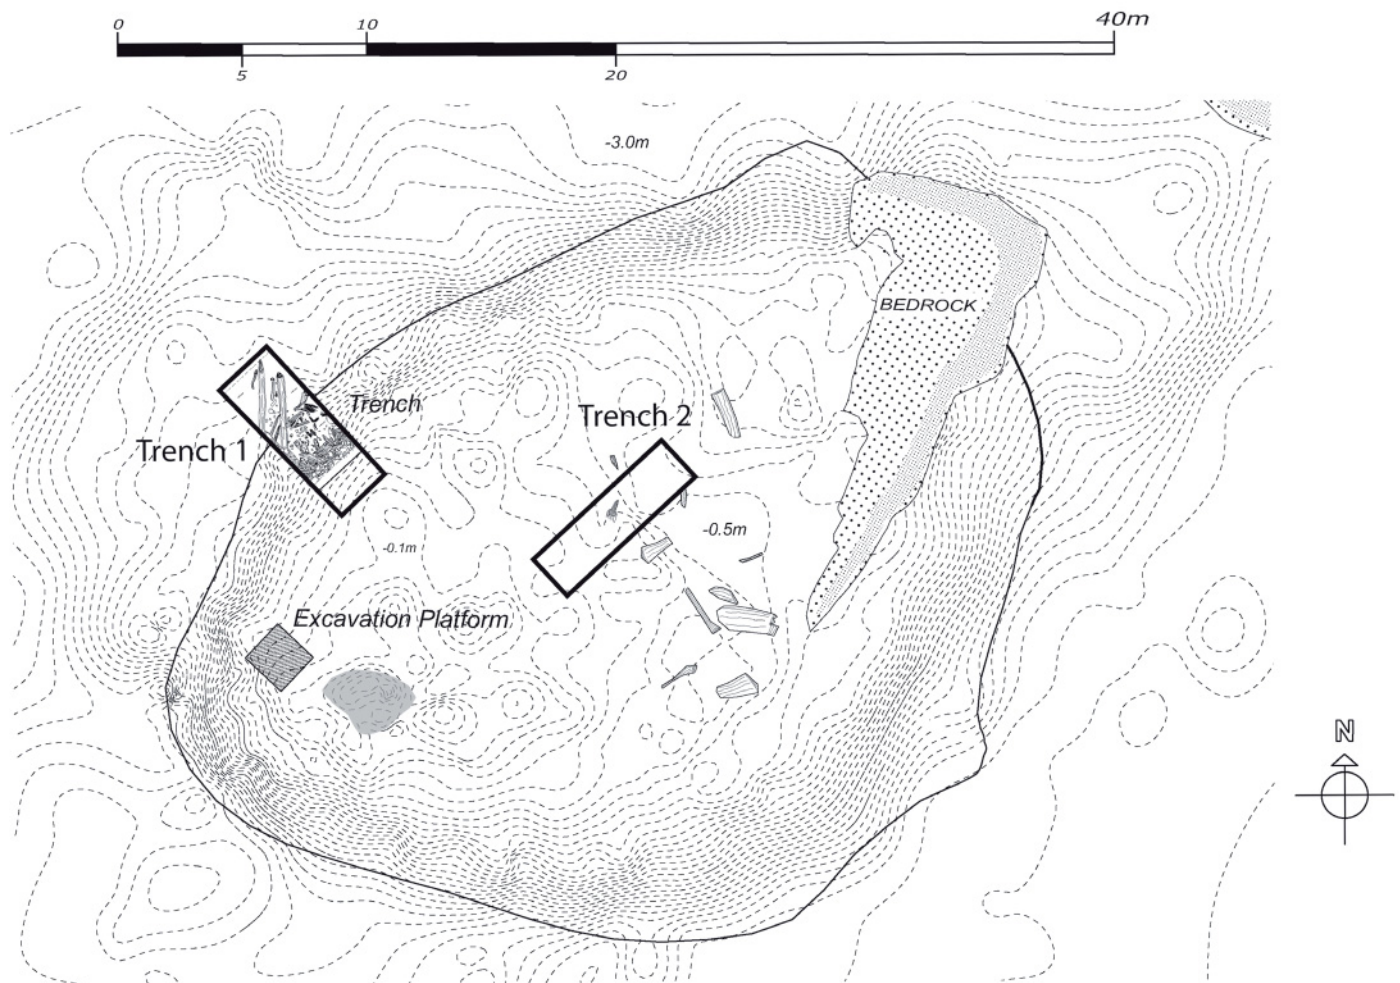 0
10
40m
5
20
-3.0m
BEDROCK
Trench
Trench 2
Trench 1
-0.5m
-0.1m
Excavation Platform
N